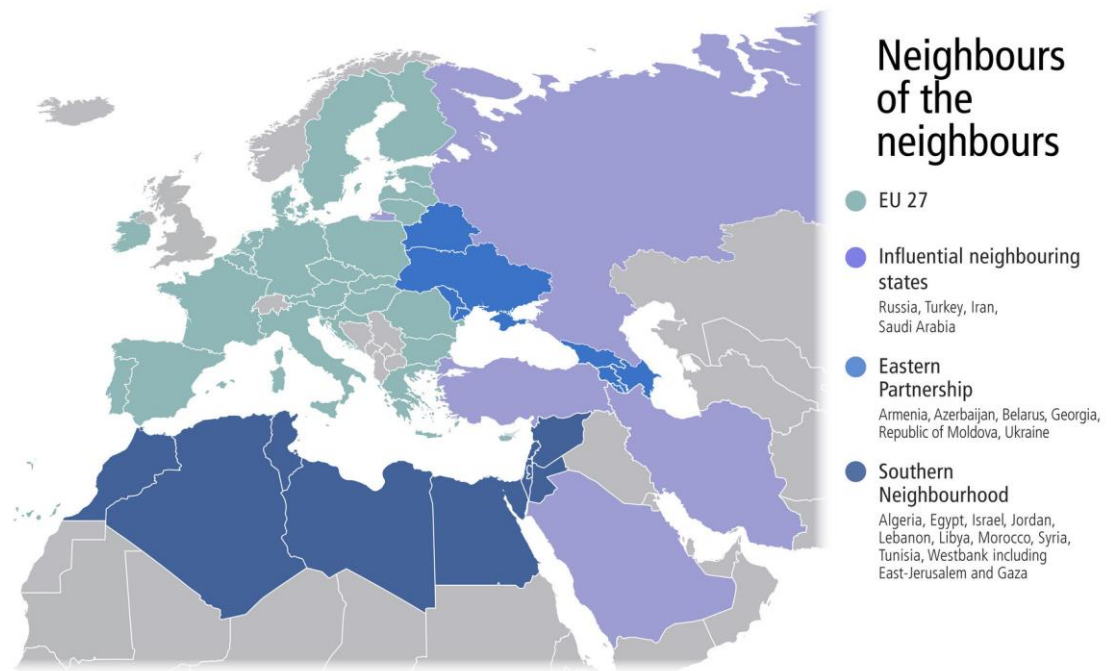 Neighbours
of the
neighbours
EU 27
Influential neighbouring
states
Russia, Turkey, Iran,
Saudi Arabia
Eastern
Partnership
Armenia, Azerbaijan, Belarus, Georgia,
Republic of Moldova, Ukraine
Southern
Neighbourhood
Algeria, Egypt, Israel, Jordan,
Lebanon, Libya, Morocco, Syria,
Tunisia, Westbank including
East-Jerusalem and Gaza